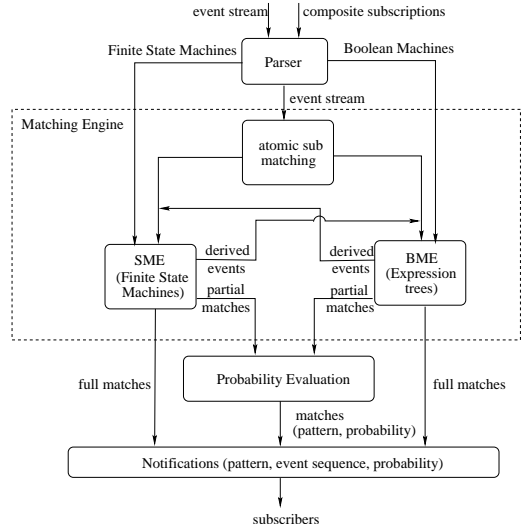 event stream
composite subscriptions
Finite State Machines
Boolean Machines
Parser
event stream
Matching Engine
atomic sub
matching
SME
(Finite State
Machines)
derived
events
partial
matches
derived
events
partial
matches
BME
(Expression
trees)
full matches
Probability Evaluation
full matches
matches
(pattern, probability)
Notifications (pattern, event sequence, probability)
subscribers